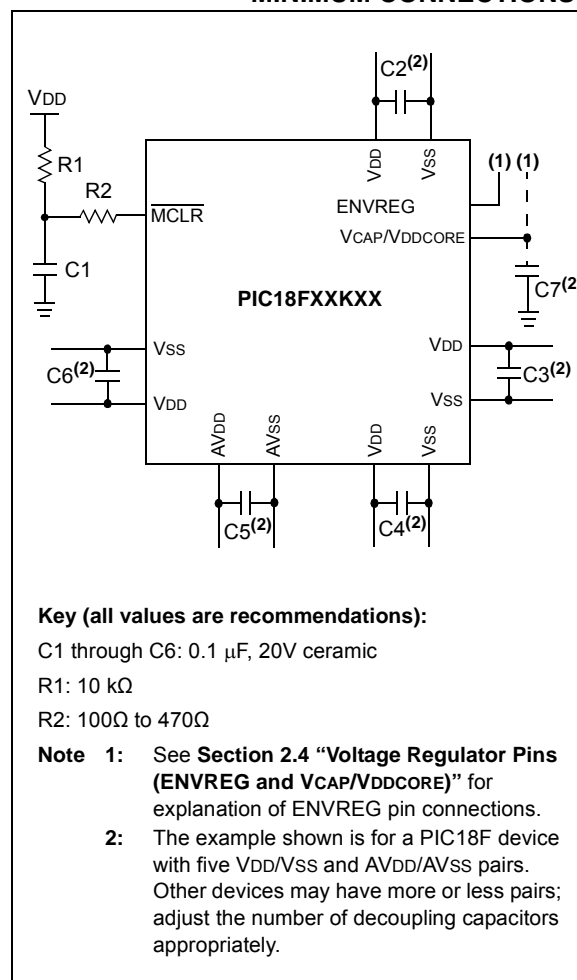 MINIMUM CONNECTIONS
C2(2)
VDD
R1
R2
C1
VDD
VSS
(1) (1)
MCLR
ENVREG
VCAP/VDDCORE
C7(2
PIC18FXXKXX
VSS
C6(2)
VDD
VDD
C3(2)
VSS
AVDD
AVSS
VDD
VSS
C5(2)
C4(2)
Key (all values are recommendations):
C1 through C6: 0.1 μF, 20V ceramic
R1: 10 kΩ
R2: 100Ω to 470Ω
Note 1: See Section 2.4 “Voltage Regulator Pins
(ENVREG and VCAP/VDDCORE)” for
explanation of ENVREG pin connections.
2: The example shown is for a PIC18F device
with five VDD/VSS and AVDD/AVSS pairs.
Other devices may have more or less pairs;
adjust the number of decoupling capacitors
appropriately.